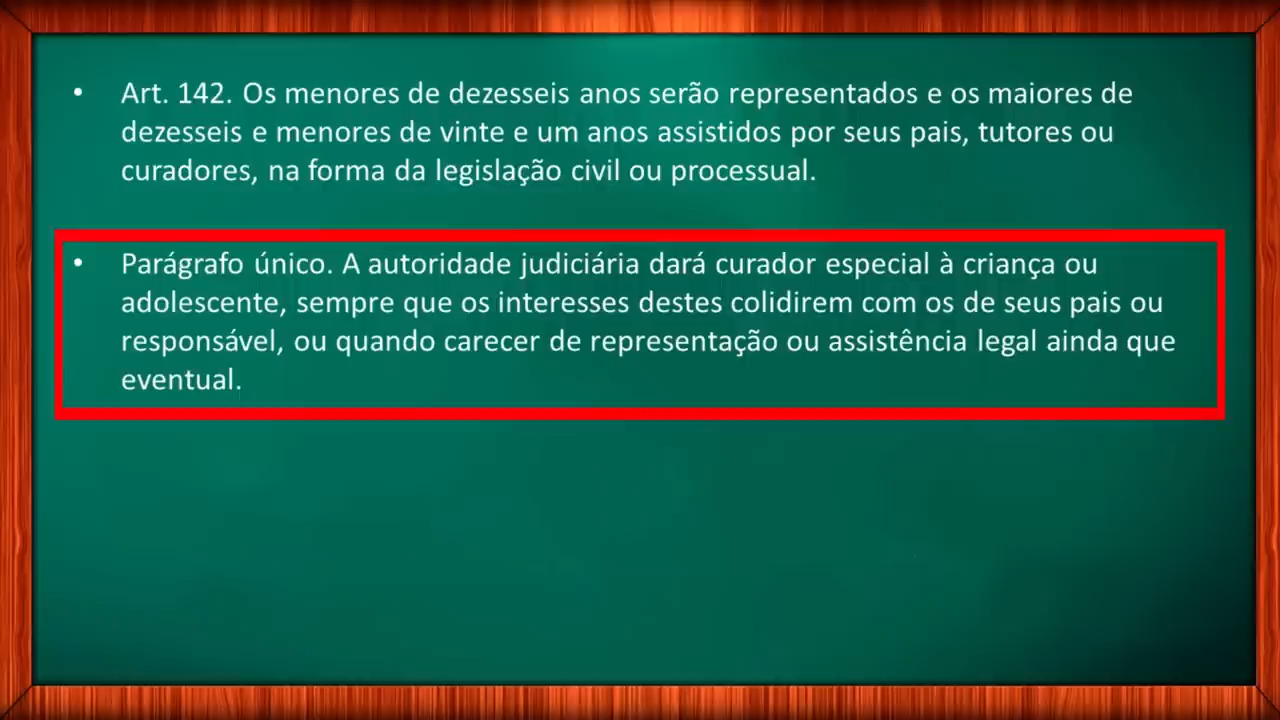 • Art. 142. Os menores de dezesseis anos serão representados e os maiores de
dezesseis e menores de vinte e um anos assistidos por seus pais, tutores ou
curadores, na forma da legislação civil ou processual.
• Parágrafo único. A autoridade judiciária dará curador especial à criança ou
adolescente, sempre que os interesses destes colidirem com os de seus pais ou
responsável, ou quando carecer de representação ou assistência legal ainda que
eventual.